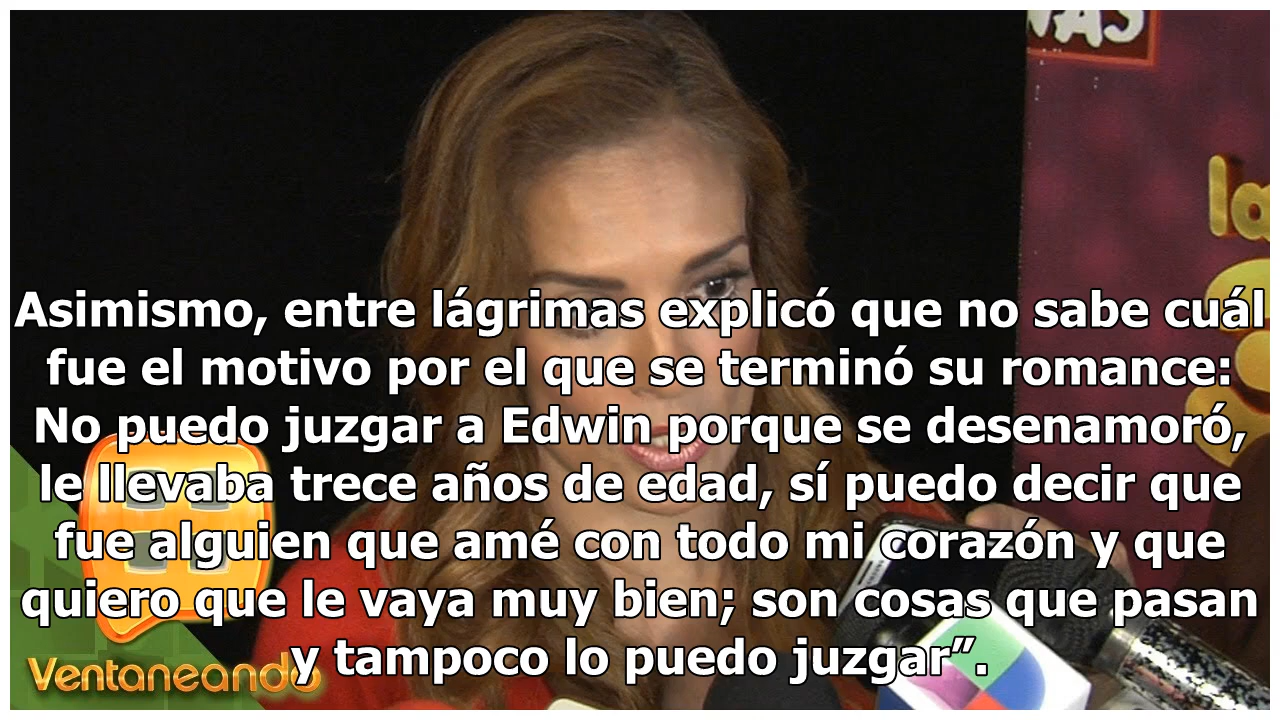 NAS
la
Asimismo, entre lágrimas explicó que no sabe cuál
fue el motivo por el que se terminó su romance:
No puedo juzgar a Edwin porque se desenamoró,
le llevaba trece años de edad, sí puedo decir que
fue alguien que amé con todo mi corazón y que
quiero que le vaya muy bien; son cosas que pasan
y tampoco lo puedo juzgar”.
Ventaneando